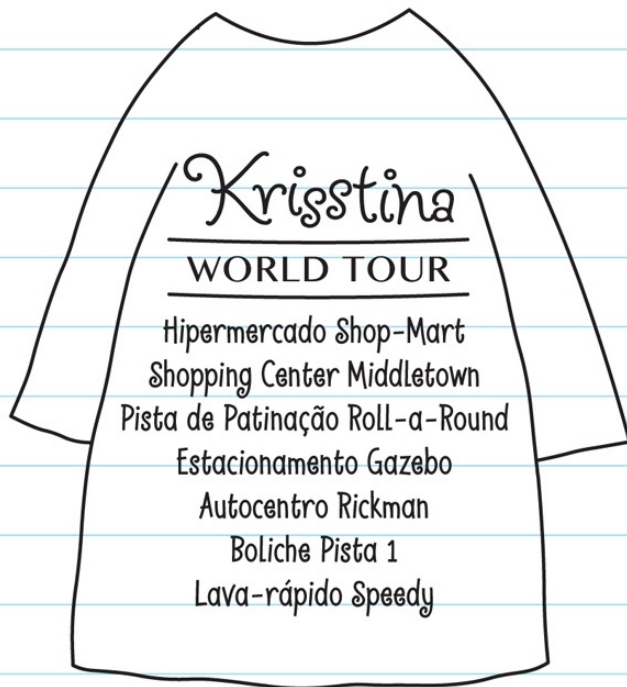 Krisstina
WORLD TOUR
Hipermercado Shop-Mart
Shopping Center Middletown
Pista de Patinação Roll-a-Round
Estacionamento Gazebo
Autocentro Rickman
Boliche Pista 1
Lava-rápido Speedy